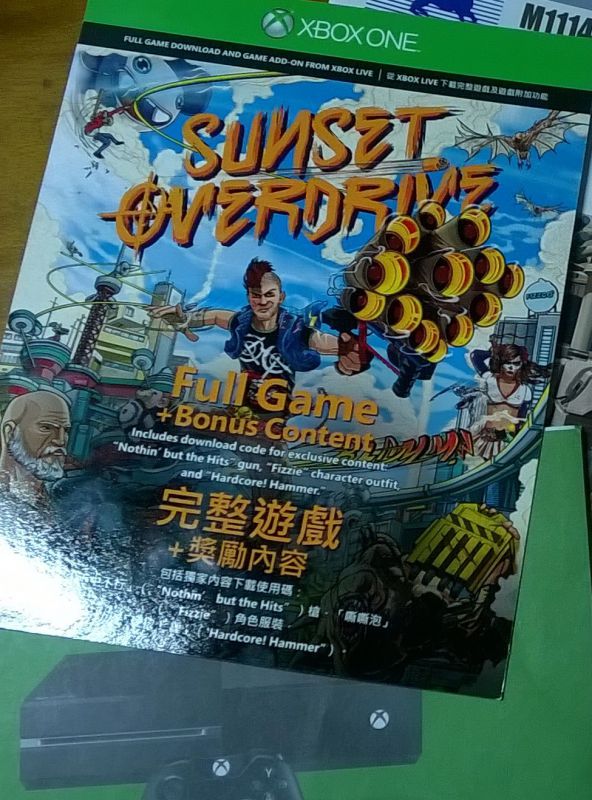 M1114
XBOX ONE
FULL GAME DOWNLOAD AND GAME ADD-ON FROM XBOX LIVE | 從 XBOX LIVE 下載完整遊戲及遊戲附加功能
SUNSET
OVERDRIVE
FIZZCO
Full Game
+Bonus Content
Includes download code for exclusive content:
"Nothin' but the Hits" gun, "Fizzie" character outfit,
and "Hardcore! Hammer."
完整遊戲
+獎勵內容
包括獨家內容下載使用碼：
("Nothin' but the Hits") 槍，「嘶嘶泡」
("Fizzie") 角色服裝
("Hardcore! Hammer")
Y